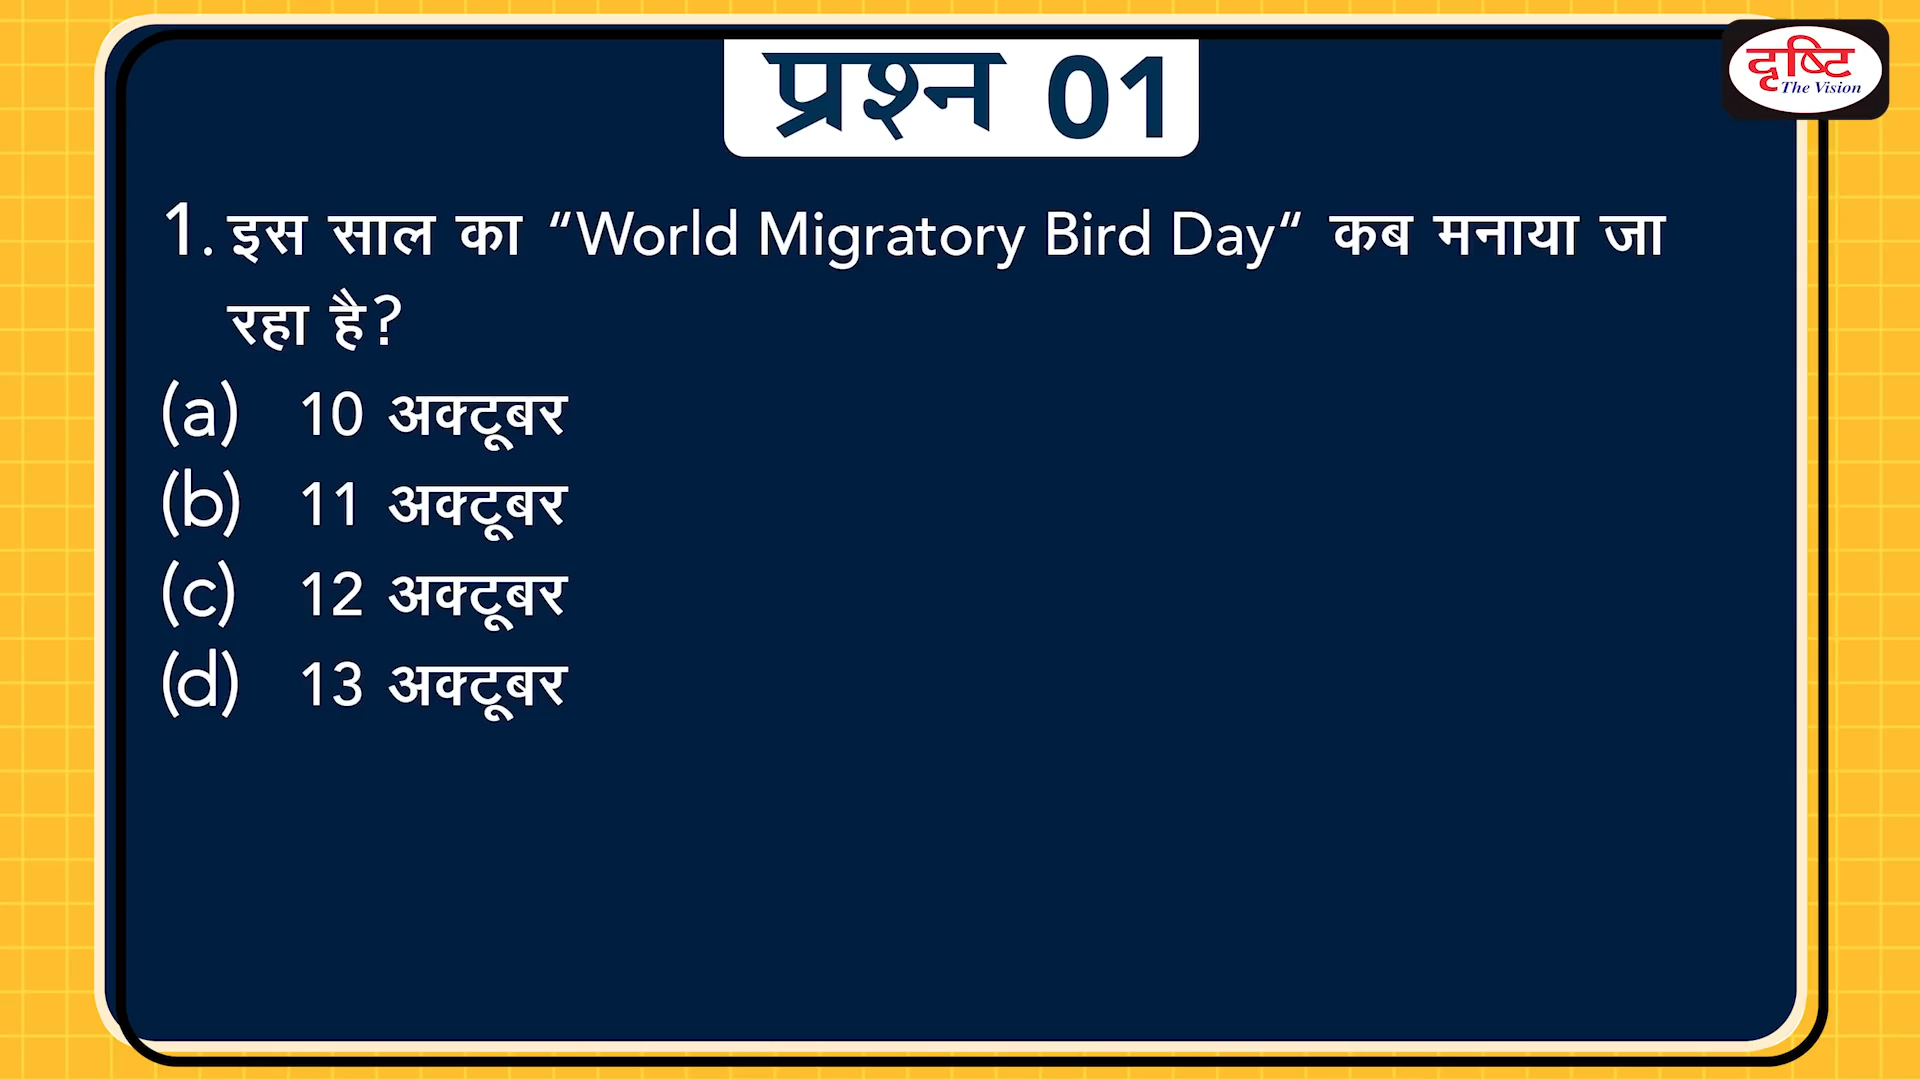 प्रश्न 01
दृष्टि
The Vision
1. इस साल का “World Migratory Bird Day“ कब मनाया जा
रहा है?
(a) 10 अक्टूबर
(b) 11 अक्टूबर
(c) 12 अक्टूबर
(d) 13 अक्टूबर